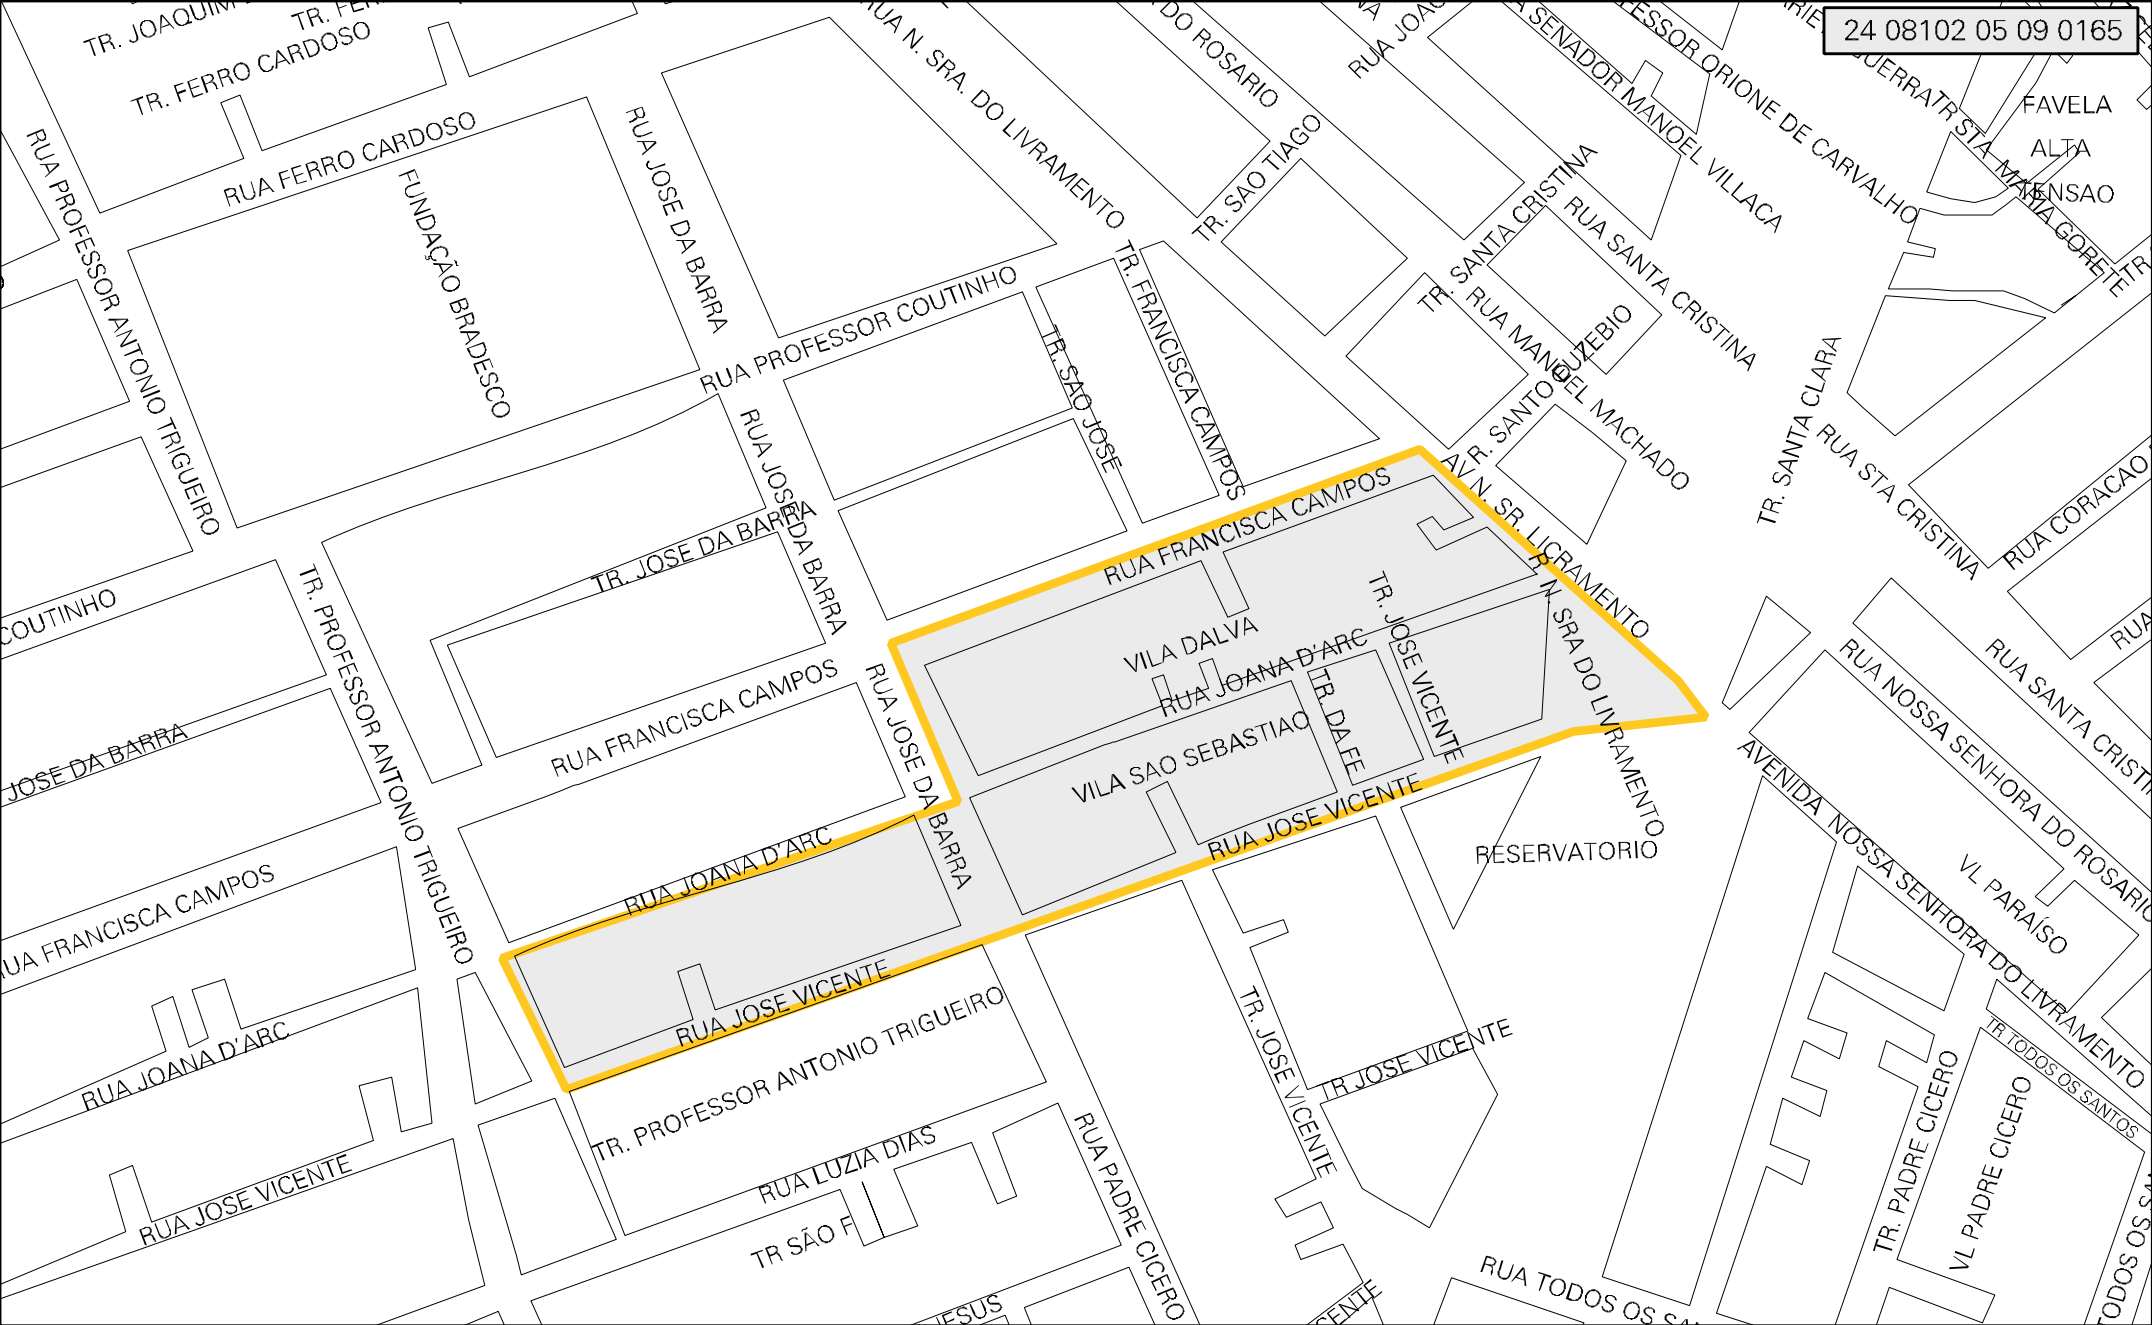 24 08102 05 09 0165
TR. FERRO CARDOSO
RUA FERRO CARDOSO
RUA PROFESSOR ANTONIO TRIGUEIRO
FUNDAÇÃO BRADESCO
RUA JOSE DA BARRA
RUA N. SRA. DO LIVRAMENTO
DO ROSARIO
TR. SAO TIAGO
SENADOR MANOEL VILLACA
ORIONE DE CARVALHO
TR STA MARIA GORETE
FAVELA
ALTA
TENSAO
TR. SANTA CRISTINA
RUA SANTA CRISTINA
RUA MANOEL MACHADO
R. SANTO EUZEBIO
TR. SANTA CLARA
RUA STA CRISTINA
RUA CORACAO
RUA PROFESSOR COUTINHO
TR. SAO JOSE
TR. FRANCISCA CAMPOS
RUA JOSE DA BARRA
TR. JOSE DA BARRA
COUTINHO
TR. PROFESSOR ANTONIO TRIGUEIRO
JOSE DA BARRA
RUA FRANCISCA CAMPOS
RUA FRANCISCA CAMPOS
AV N. SR. LICRAMENTO
R. N. SRA DO LIVRAMENTO
VILA DALVA
RUA JOANA D'ARC
TR. JOSE VICENTE
VILA SAO SEBASTIAO
TR. DA FE
RUA JOSE VICENTE
RUA JOSE DA BARRA
RUA JOANA D'ARC
RUA JOSE VICENTE
RESERVATORIO
RUA
RUA SANTA CRISTI
RUA NOSSA SENHORA DO ROSARIO
AVENIDA NOSSA SENHORA DO LIVRAMENTO
VL PARAÍSO
RUA FRANCISCA CAMPOS
RUA JOANA D'ARC
RUA JOSE VICENTE
TR. PROFESSOR ANTONIO TRIGUEIRO
RUA LUZIA DIAS
TR SÃO F
RUA PADRE CICERO
TR. JOSE VICENTE
TR JOSE VICENTE
TR TODOS OS SANTOS
TR. PADRE CICERO
VL PADRE CICERO
RUA TODOS OS SA